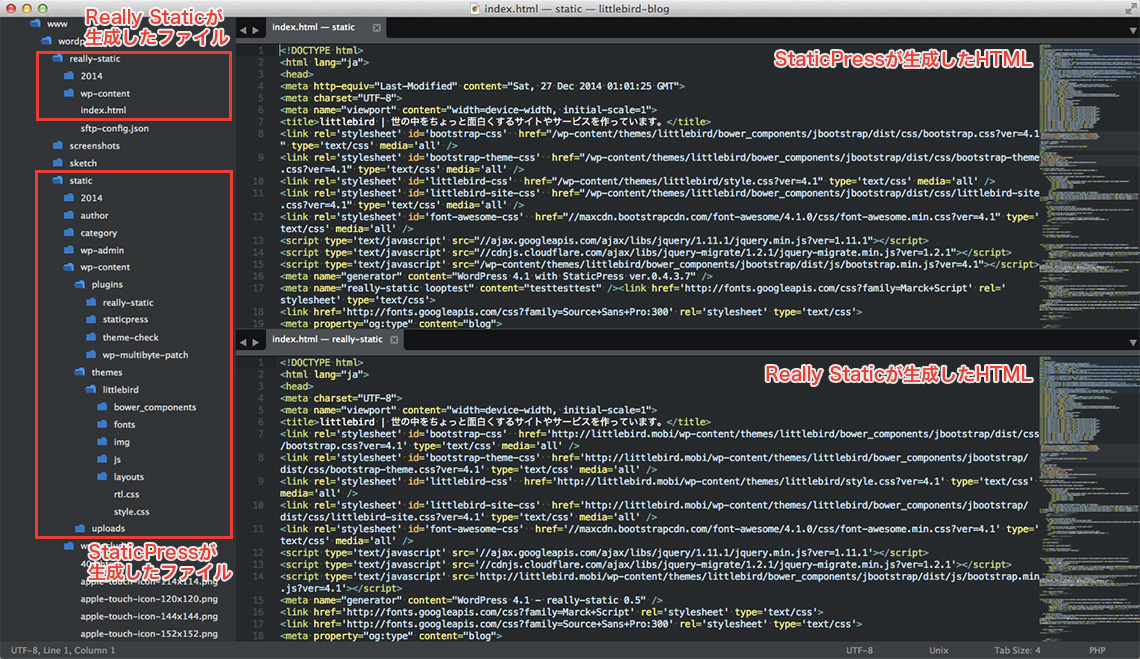 index.html — static — littlebird-blog
Really Staticが
生成したファイル
www
really-static
2014
wp-content
index.html
sftp-config.json
screenshots
sketch
static
2014
author
category
wp-admin
wp-content
plugins
really-static
staticpress
theme-check
wp-multibyte-patch
themes
littlebird
bower_components
fonts
img
js
layouts
rtl.css
style.css
uploads
StaticPressが
生成したファイル
apple-touch-icon-114x114.png
apple-touch-icon-120x120.png
apple-touch-icon-144x144.png
apple-touch-icon-152x152.png
index.html — static
StaticPressが生成したHTML
1 <!DOCTYPE html>
2 <html lang="ja">
3 <head>
4 <meta http-equiv="Last-Modified" content="Sat, 27 Dec 2014 01:01:25 GMT">
5 <meta charset="UTF-8">
6 <meta name="viewport" content="width=device-width, initial-scale=1">
7 <title>littlebird | 世の中をちょっと面白くするサイトやサービスを作っています。</title>
8 <link rel='stylesheet' id='bootstrap-css' href="/wp-content/themes/littlebird/bower_components/jbootstrap/dist/css/bootstrap.css?ver=4.1
" type='text/css' media='all' />
9 <link rel='stylesheet' id='bootstrap-theme-css' href="/wp-content/themes/littlebird/bower_components/jbootstrap/dist/css/bootstrap-theme
.css?ver=4.1" type='text/css' media='all' />
10 <link rel='stylesheet' id='littlebird-css' href="/wp-content/themes/littlebird/style.css?ver=4.1" type='text/css' media='all' />
11 <link rel='stylesheet' id='littlebird-site-css' href="/wp-content/themes/littlebird/bower_components/jbootstrap/dist/css/littlebird-site
.css?ver=4.1" type='text/css' media='all' />
12 <link rel='stylesheet' id='font-awesome-css' href="//maxcdn.bootstrapcdn.com/font-awesome/4.1.0/css/font-awesome.min.css?ver=4.1" type='
text/css' media='all' />
13 <script type='text/javascript' src="//ajax.googleapis.com/ajax/libs/jquery/1.11.1/jquery.min.js?ver=1.11.1"></script>
14 <script type='text/javascript' src="//cdnjs.cloudflare.com/ajax/libs/jquery-migrate/1.2.1/jquery-migrate.min.js?ver=1.2.1"></script>
15 <script type='text/javascript' src="/wp-content/themes/littlebird/bower_components/jbootstrap/dist/js/bootstrap.min.js?ver=4.1"></script>
16 <meta name="generator" content="WordPress 4.1 with StaticPress ver.0.4.3.7" />
17 <meta name="really-static looptest" content="testtesttest" /><link href='http://fonts.googleapis.com/css?family=Marck+Script' rel='
stylesheet' type='text/css'>
18 <link href='http://fonts.googleapis.com/css?family=Source+Sans+Pro:300' rel='stylesheet' type='text/css'>
19 <meta property="og:type" content="blog">
index.html — really-static
Really Staticが生成したHTML
1 <!DOCTYPE html>
2 <html lang="ja">
3 <head>
4 <meta charset="UTF-8">
5 <meta name="viewport" content="width=device-width, initial-scale=1">
6 <title>littlebird | 世の中をちょっと面白くするサイトやサービスを作っています。</title>
7 <link rel='stylesheet' id='bootstrap-css' href='http://littlebird.mobi/wp-content/themes/littlebird/bower_components/jbootstrap/dist/css
/bootstrap.css?ver=4.1' type='text/css' media='all' />
8 <link rel='stylesheet' id='bootstrap-theme-css' href='http://littlebird.mobi/wp-content/themes/littlebird/bower_components/jbootstrap/
dist/css/bootstrap-theme.css?ver=4.1' type='text/css' media='all' />
9 <link rel='stylesheet' id='littlebird-css' href='http://littlebird.mobi/wp-content/themes/littlebird/style.css?ver=4.1' type='text/css'
media='all' />
10 <link rel='stylesheet' id='littlebird-site-css' href='http://littlebird.mobi/wp-content/themes/littlebird/bower_components/jbootstrap/
dist/css/littlebird-site.css?ver=4.1' type='text/css' media='all' />
11 <link rel='stylesheet' id='font-awesome-css' href='//maxcdn.bootstrapcdn.com/font-awesome/4.1.0/css/font-awesome.min.css?ver=4.1' type='
text/css' media='all' />
12 <script type='text/javascript' src='//ajax.googleapis.com/ajax/libs/jquery/1.11.1/jquery.min.js?ver=1.11.1'></script>
13 <script type='text/javascript' src='//cdnjs.cloudflare.com/ajax/libs/jquery-migrate/1.2.1/jquery-migrate.min.js?ver=1.2.1'></script>
14 <script type='text/javascript' src='http://littlebird.mobi/wp-content/themes/littlebird/bower_components/jbootstrap/dist/js/bootstrap.min
.js?ver=4.1'></script>
15 <meta name="generator" content="WordPress 4.1 - really-static 0.5" />
16 <link href='http://fonts.googleapis.com/css?family=Marck+Script' rel='stylesheet' type='text/css'>
17 <link href='http://fonts.googleapis.com/css?family=Source+Sans+Pro:300' rel='stylesheet' type='text/css'>
18 <meta property="og:type" content="blog">
UTF-8, Line 1, Column 1
UTF-8
Unix
Tab Size: 4
PHP